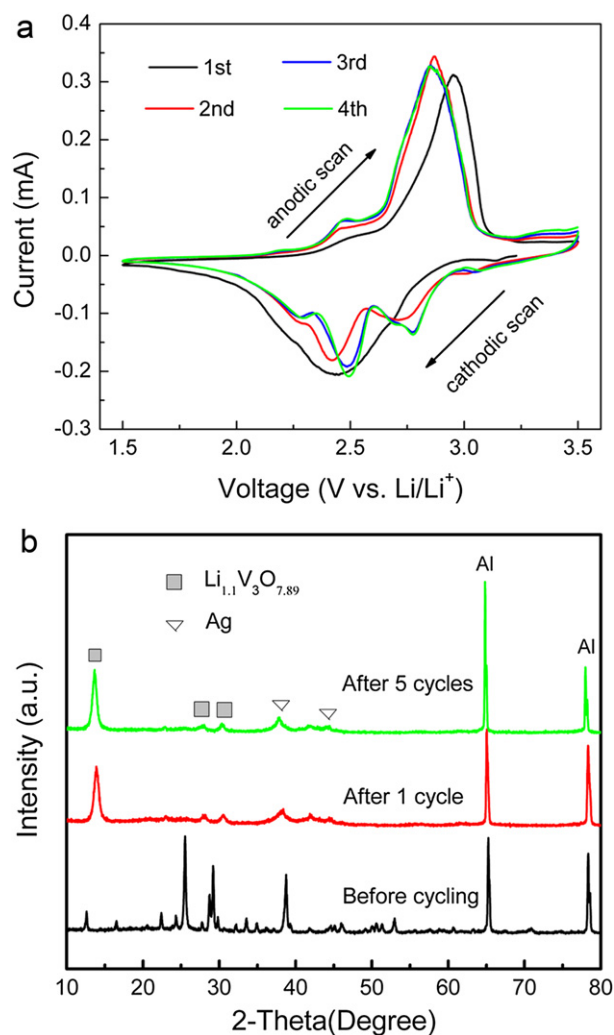 a
1st
3rd
2nd
4th
anodic scan
cathodic scan
Current (mA)
0.4
0.3
0.2
0.1
0.0
-0.1
-0.2
-0.3
1.5
2.0
2.5
3.0
3.5
Voltage (V vs. Li/Li⁺)
b
Li₁.₁V₃O₇.₈₉
Ag
Al
Al
After 5 cycles
After 1 cycle
Before cycling
Intensity (a.u.)
10
20
30
40
50
60
70
80
2-Theta(Degree)